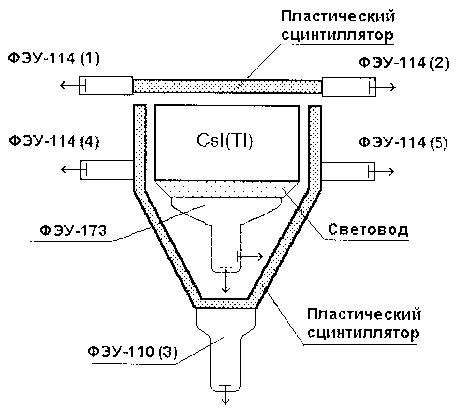 Пластический
сцинтиллятор
ФЭУ-114 (1)
ФЭУ-114 (2)
ФЭУ-114 (4)
CsI(Tl)
ФЭУ-114 (5)
ФЭУ-173
Световод
Пластический
сцинтиллятор
ФЭУ-110 (3)